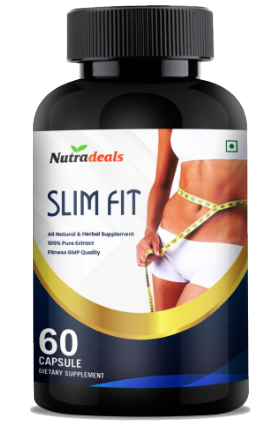 Nutradeals
SLIM FIT
All Natural & Herbal Supplement
100% Pure Extract
Fitness GMP Quality
60
CAPSULE
DIETARY SUPPLEMENT